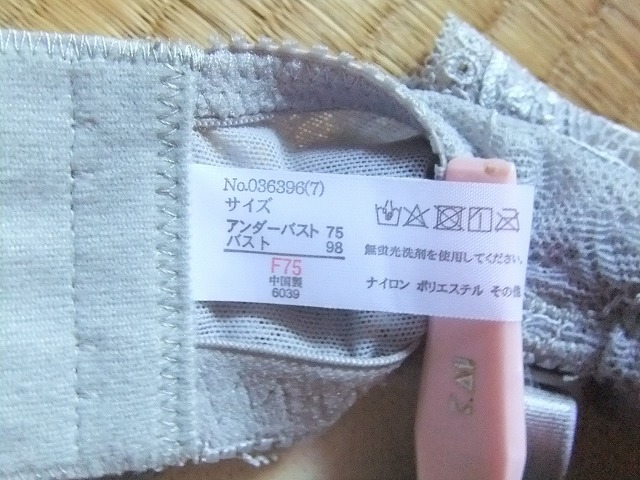 No.036396(7)
サイズ
アンダーバスト 75
バスト 98
F75
中国製
6039
無蛍光洗剤を使用してください。
ナイロン ポリエステル その他
KAI